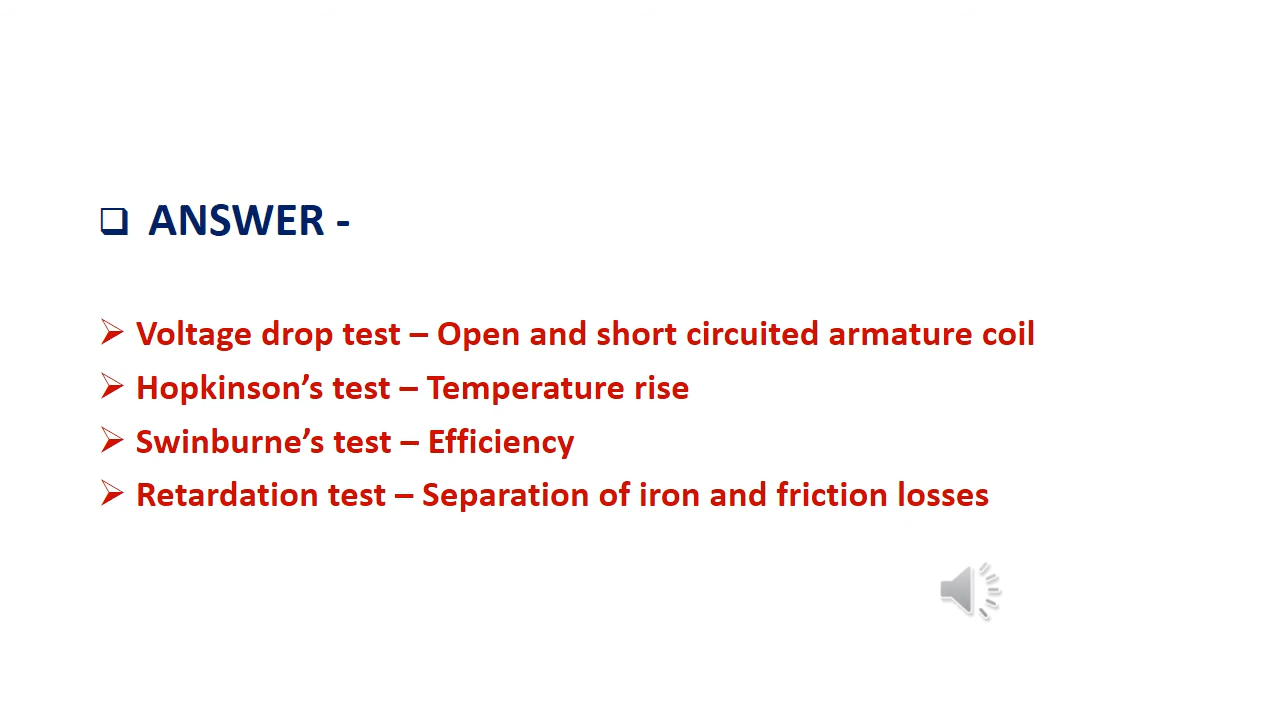 ❑ ANSWER -
➢ Voltage drop test – Open and short circuited armature coil
➢ Hopkinson’s test – Temperature rise
➢ Swinburne’s test – Efficiency
➢ Retardation test – Separation of iron and friction losses